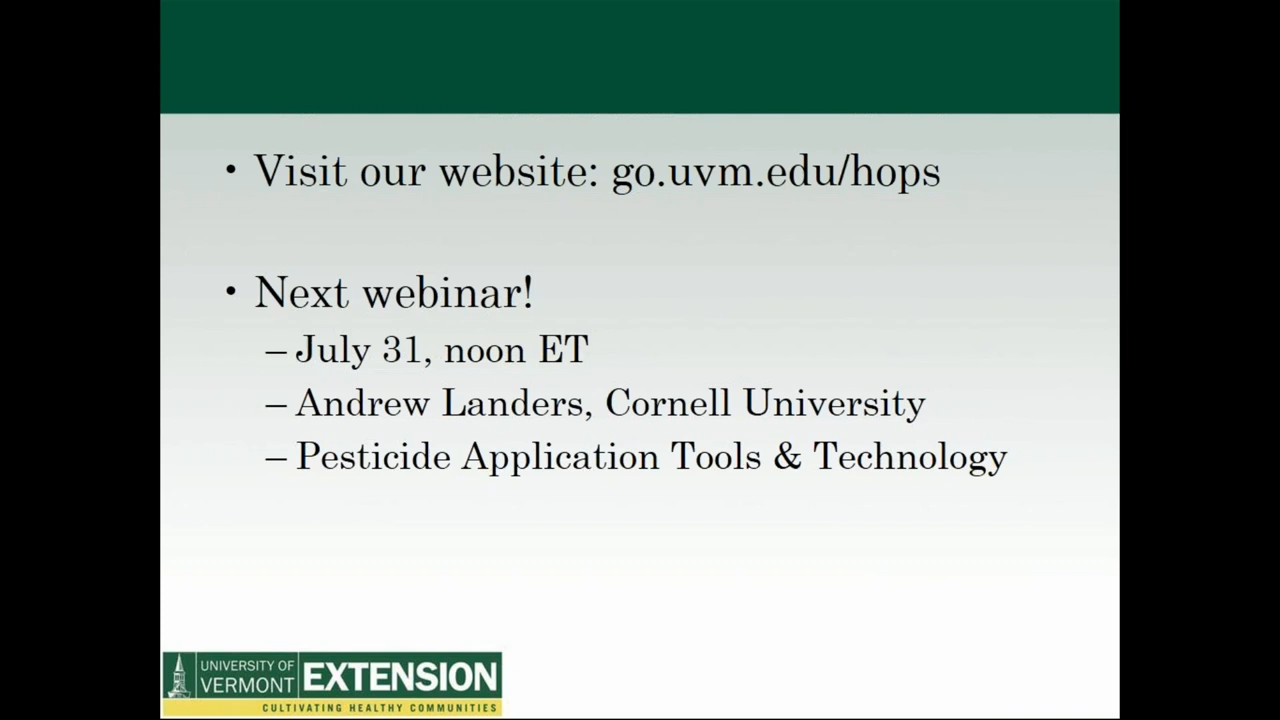 • Visit our website: go.uvm.edu/hops
• Next webinar!
– July 31, noon ET
– Andrew Landers, Cornell University
– Pesticide Application Tools & Technology
UNIVERSITY OF
VERMONT
EXTENSION
CULTIVATING HEALTHY COMMUNITIES